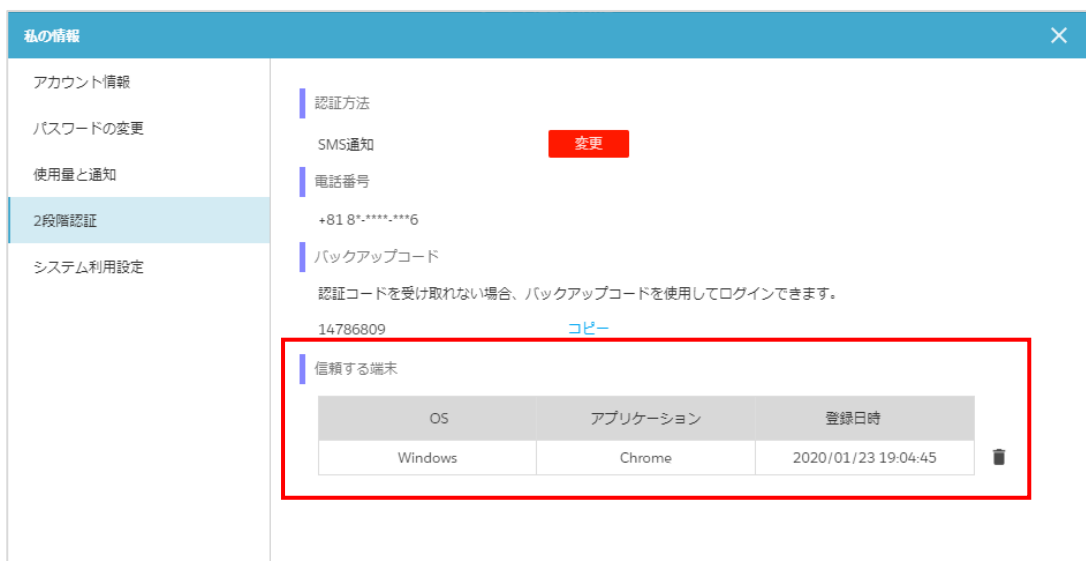 私の情報
アカウント情報
パスワードの変更
使用量と通知
2段階認証
システム利用設定
認証方法
SMS通知 変更
電話番号
+81 8*-****-***6
バックアップコード
認証コードを受け取れない場合、バックアップコードを使用してログインできます。
14786809 コピー
信頼する端末
OS アプリケーション 登録日時
Windows Chrome 2020/01/23 19:04:45